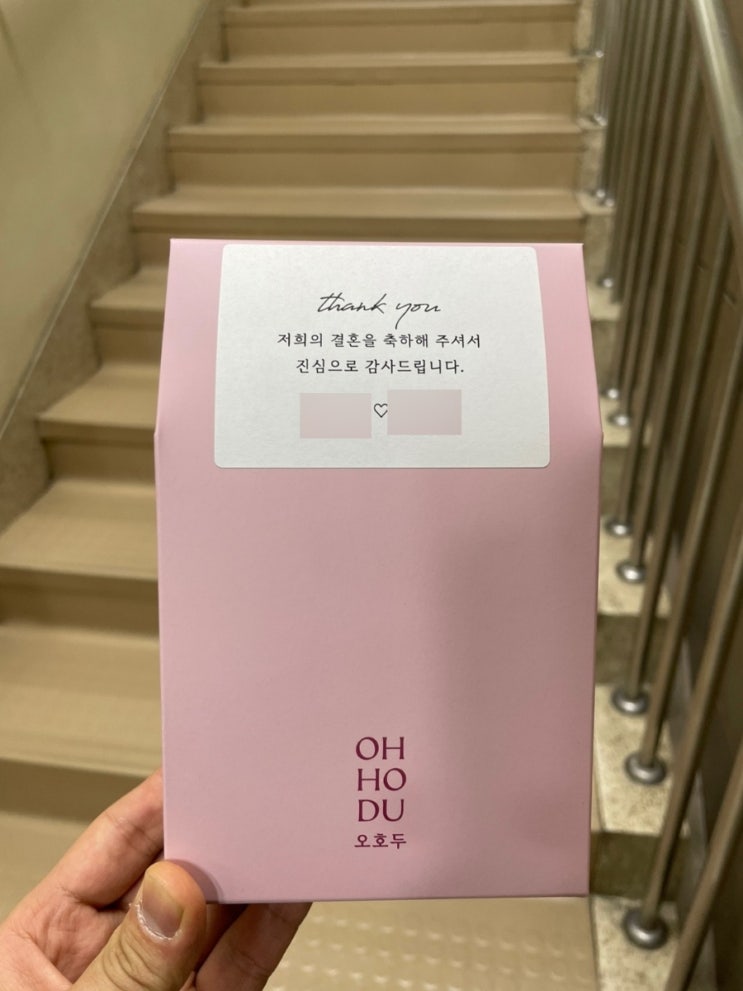 thank you
저희의 결혼을 축하해 주셔서
진심으로 감사드립니다.
♡
OH
HO
DU
오호두